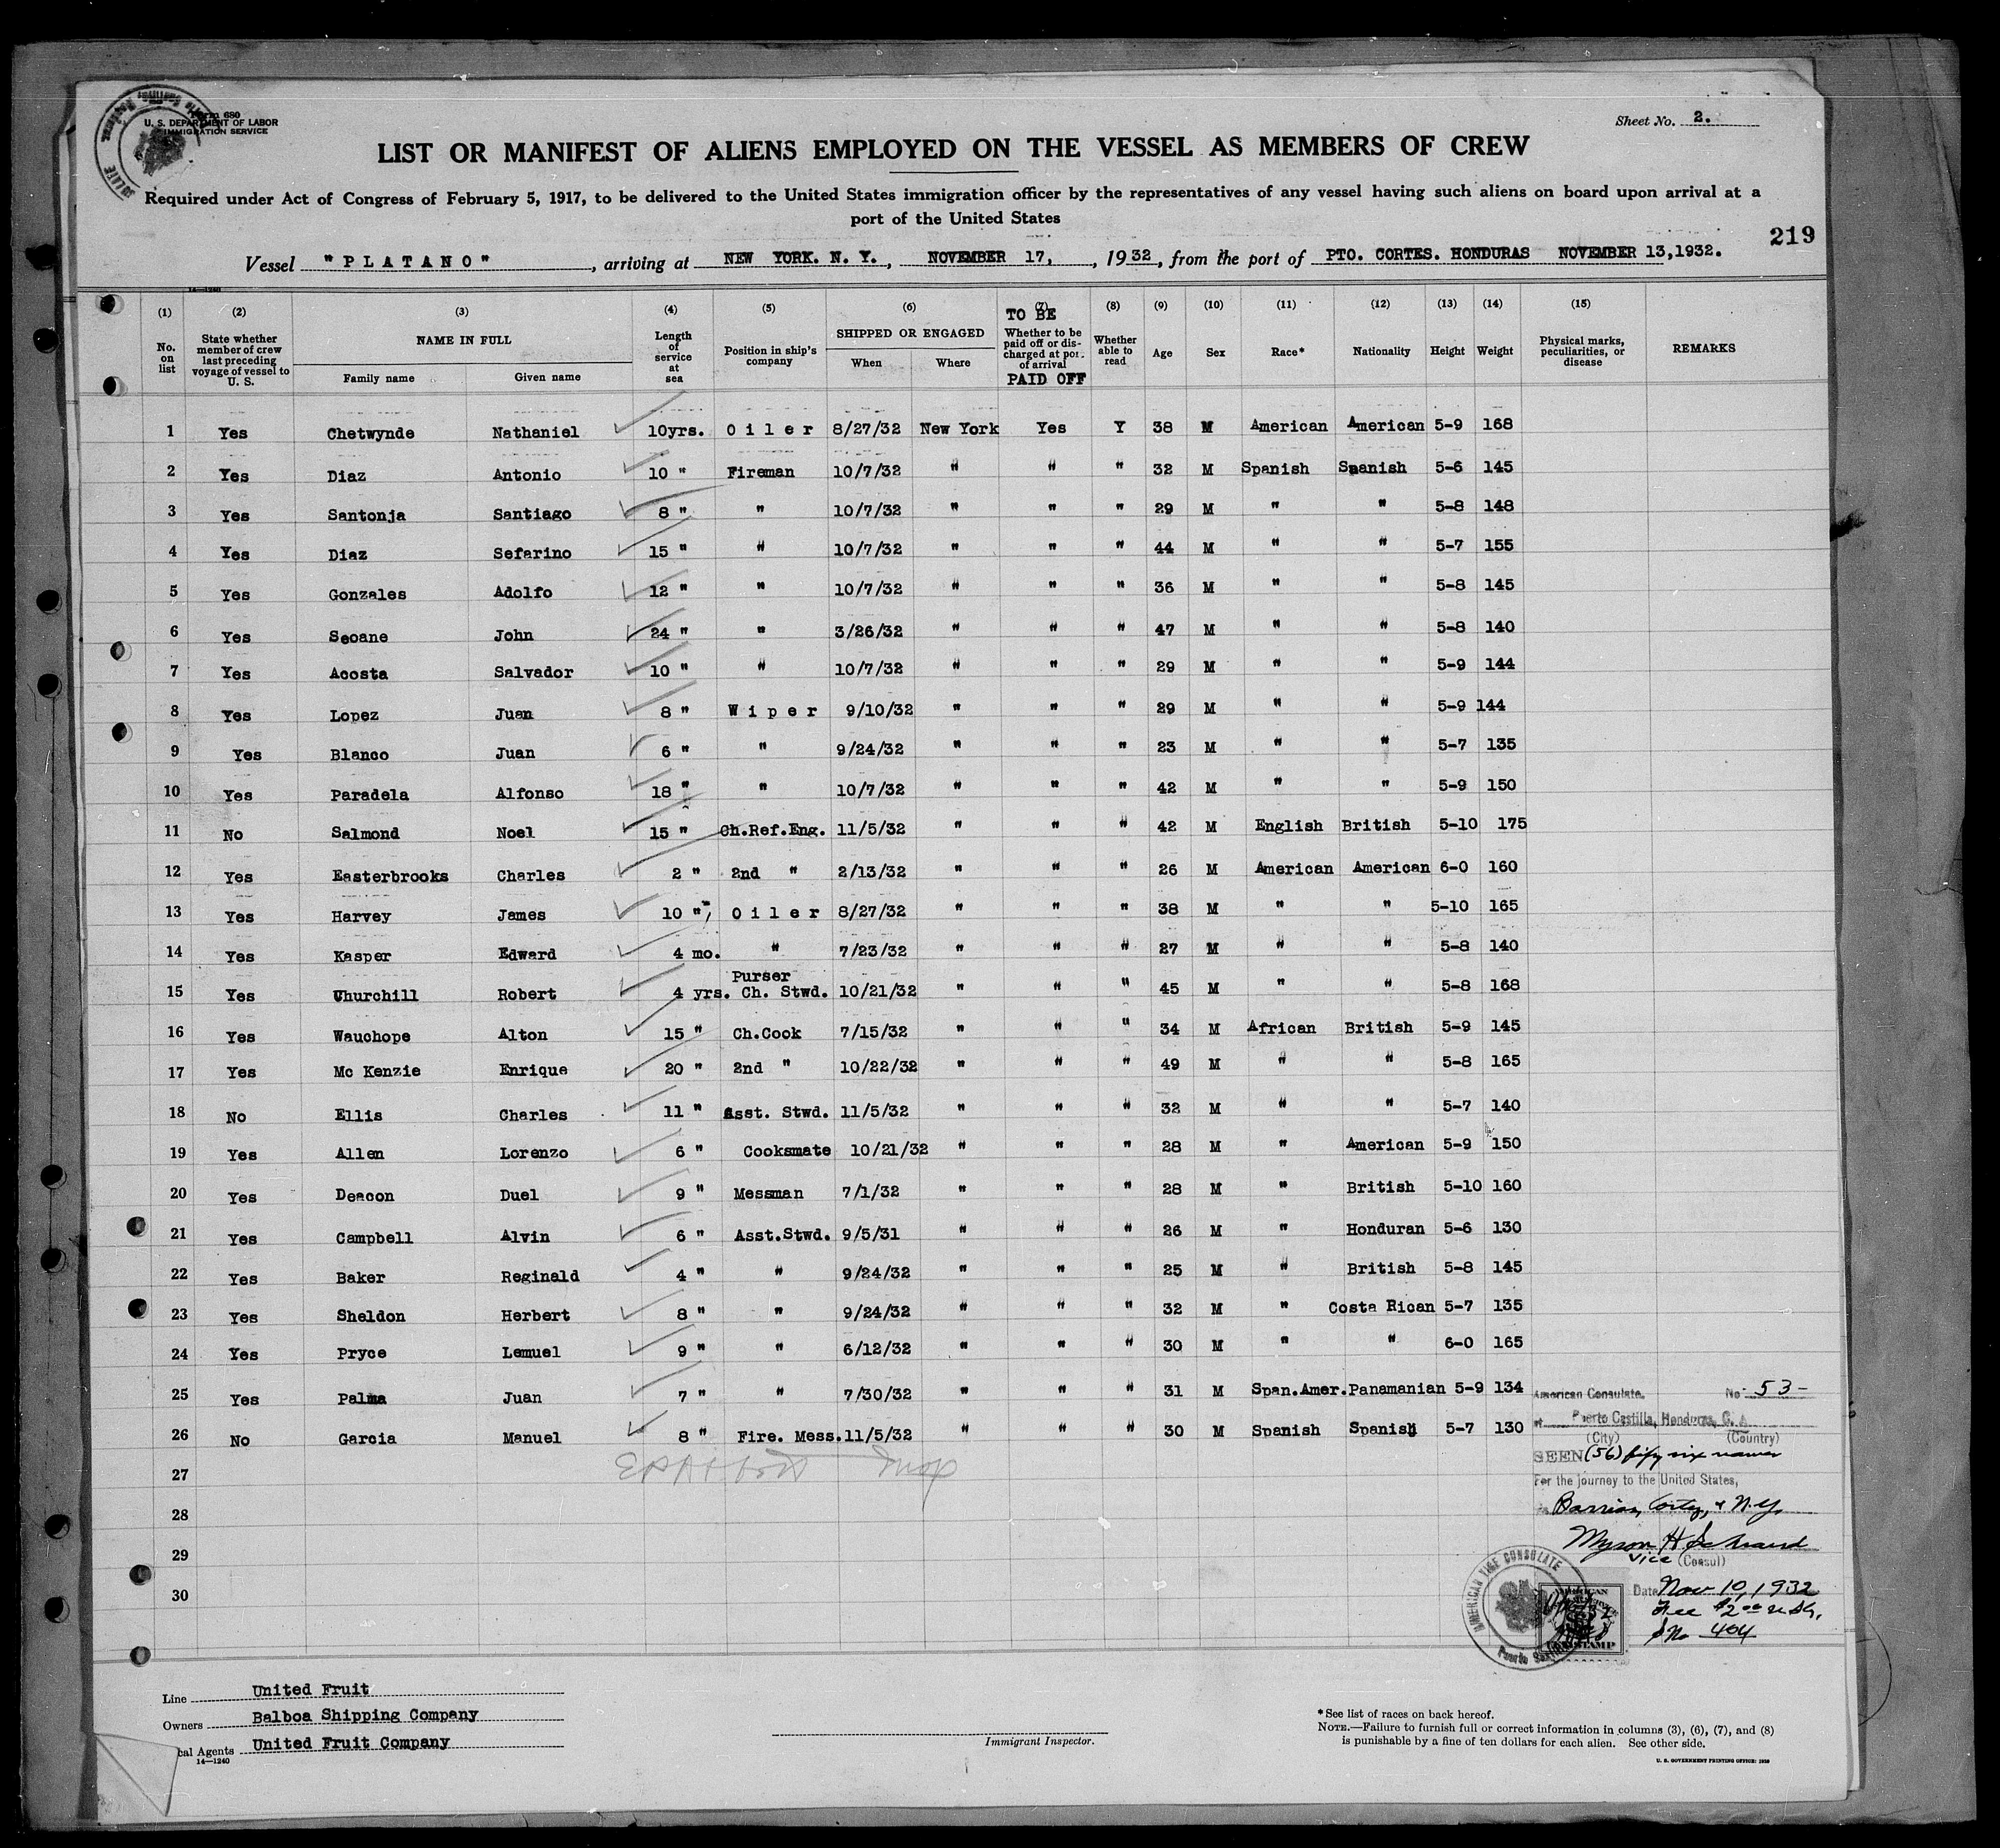 Form 680
U. S. DEPARTMENT OF LABOR
IMMIGRATION SERVICE
Sheet No. 2.
LIST OR MANIFEST OF ALIENS EMPLOYED ON THE VESSEL AS MEMBERS OF CREW
Required under Act of Congress of February 5, 1917, to be delivered to the United States immigration officer by the representatives of any vessel having such aliens on board upon arrival at a
port of the United States
219
Vessel "PLATANO", arriving at NEW YORK. N. Y., NOVEMBER 17, , 1932, from the port of PTO. CORTES. HONDURAS NOVEMBER 13,1932.
14—1240
(1) (2) (3) (4) (5) (6) (7) (8) (9) (10) (11) (12) (13) (14) (15)
No. on list
State whether member of crew last preceding voyage of vessel to U. S.
NAME IN FULL
Family name Given name
Length of service at sea
Position in ship's company
SHIPPED OR ENGAGED
When Where
TO BE
Whether to be paid off or discharged at port of arrival
PAID OFF
Whether able to read
Age
Sex
Race*
Nationality
Height
Weight
Physical marks, peculiarities, or disease
REMARKS
1 Yes Chetwynde Nathaniel 10yrs. Oiler 8/27/32 New York Yes Y 38 M American American 5-9 168
2 Yes Diaz Antonio 10 " Fireman 10/7/32 " " " 32 M Spanish Spanish 5-6 145
3 Yes Santonja Santiago 8 " " 10/7/32 " " " 29 M " " 5-8 148
4 Yes Diaz Sefarino 15 " " 10/7/32 " " " 44 M " " 5-7 155
5 Yes Gonzales Adolfo 12 " " 10/7/32 " " " 36 M " " 5-8 145
6 Yes Seoane John 24 " " 3/26/32 " " " 47 M " " 5-8 140
7 Yes Acosta Salvador 10 " " 10/7/32 " " " 29 M " " 5-9 144
8 Yes Lopez Juan 8 " Wiper 9/10/32 " " " 29 M " " 5-9 144
9 Yes Blanco Juan 6 " " 9/24/32 " " " 23 M " " 5-7 135
10 Yes Paradela Alfonso 18 " " 10/7/32 " " " 42 M " " 5-9 150
11 No Salmond Noel 15 " Ch.Ref.Eng. 11/5/32 " " " 42 M English British 5-10 175
12 Yes Easterbrooks Charles 2 " 2nd " 2/13/32 " " " 26 M American American 6-0 160
13 Yes Harvey James 10 " Oiler 8/27/32 " " " 38 M " " 5-10 165
14 Yes Kasper Edward 4 mo. " 7/23/32 " " " 27 M " " 5-8 140
15 Yes Churchill Robert 4 yrs. Purser Ch. Stwd. 10/21/32 " " " 45 M " " 5-8 168
16 Yes Wauchope Alton 15 " Ch.Cook 7/15/32 " " " 34 M African British 5-9 145
17 Yes Mc Kenzie Enrique 20 " 2nd " 10/22/32 " " " 49 M " " 5-8 165
18 No Ellis Charles 11 " Asst. Stwd. 11/5/32 " " " 32 M " " 5-7 140
19 Yes Allen Lorenzo 6 " Cooksmate 10/21/32 " " " 28 M " American 5-9 150
20 Yes Deacon Duel 9 " Messman 7/1/32 " " " 28 M " British 5-10 160
21 Yes Campbell Alvin 6 " Asst.Stwd. 9/5/31 " " " 26 M " Honduran 5-6 130
22 Yes Baker Reginald 4 " " 9/24/32 " " " 25 M " British 5-8 145
23 Yes Sheldon Herbert 8 " " 9/24/32 " " " 32 M " Costa Rican 5-7 135
24 Yes Pryce Lemuel 9 " " 6/12/32 " " " 30 M " " 6-0 165
25 Yes Palma Juan 7 " " 7/30/32 " " " 31 M Span.Amer. Panamanian 5-9 134
26 No Garcia Manuel 8 " Fire. Mess. 11/5/32 " " " 30 M Spanish Spanish 5-7 130
27
28
29
30
American Consulate, No. 53-
at Puerto Castilla, Honduras, C. A.
(City) (Country)
SEEN (56) fifty six names
For the journey to the United States,
Barrios, Cortez, & N.Y.
Myron H
Vice (Consul)
Date Nov 10, 1932
Fee $2.00
No 404
AMERICAN VICE CONSULATE
Line United Fruit
Owners Balboa Shipping Company
Local Agents United Fruit Company
14—1240
Immigrant Inspector.
*See list of races on back hereof.
NOTE.—Failure to furnish full or correct information in columns (3), (6), (7), and (8)
is punishable by a fine of ten dollars for each alien. See other side.
U. S. GOVERNMENT PRINTING OFFICE: 1928